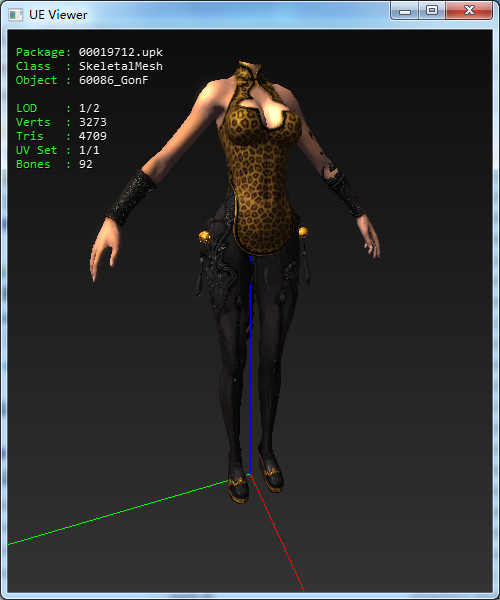 UE Viewer
Package: 00019712.upk
Class : SkeletalMesh
Object : 60086_GonF
LOD : 1/2
Verts : 3273
Tris : 4709
UV Set : 1/1
Bones : 92